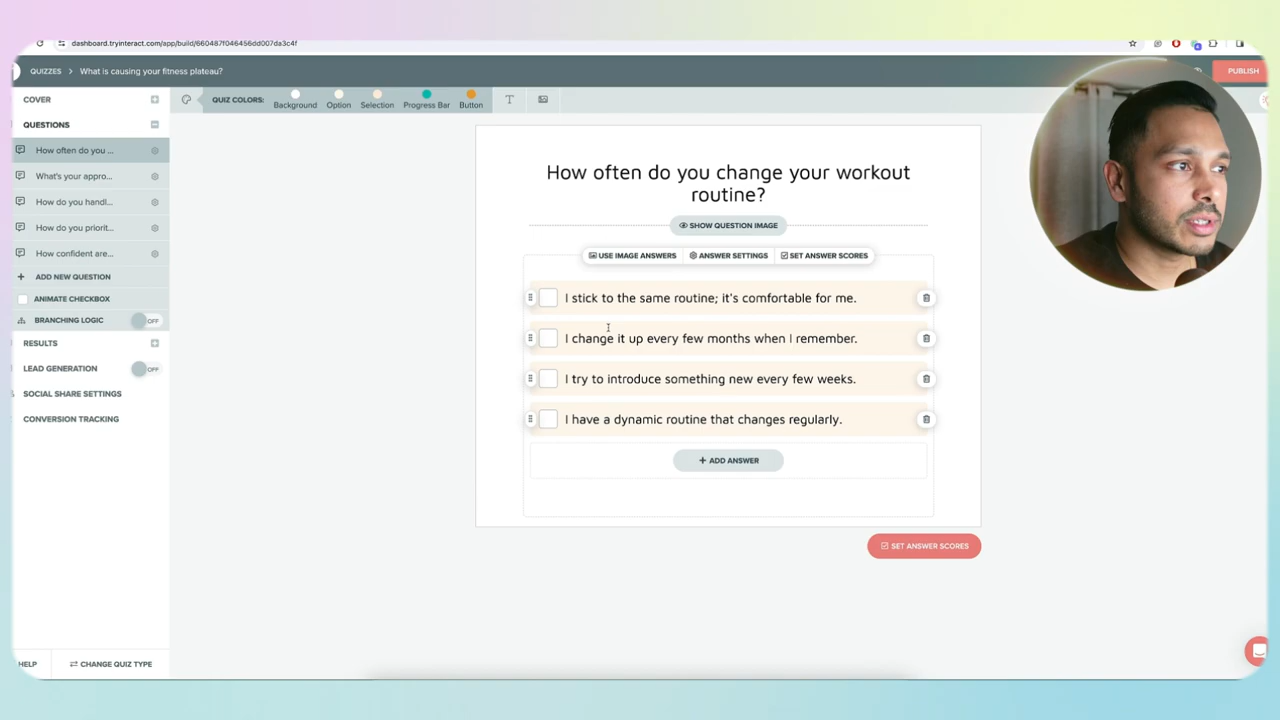 dashboard.tryinteract.com/app/build/660487f046456dd007da3c4f
QUIZZES > What is causing your fitness plateau?
PUBLISH
COVER
QUIZ COLORS:
Background
Option
Selection
Progress Bar
Button
T
QUESTIONS
How often do you ...
What's your appro...
How do you handl...
How do you priorit...
How confident are...
+ ADD NEW QUESTION
ANIMATE CHECKBOX
BRANCHING LOGIC OFF
RESULTS
LEAD GENERATION OFF
SOCIAL SHARE SETTINGS
CONVERSION TRACKING
HELP
CHANGE QUIZ TYPE
How often do you change your workout
routine?
SHOW QUESTION IMAGE
USE IMAGE ANSWERS
ANSWER SETTINGS
SET ANSWER SCORES
I stick to the same routine; it's comfortable for me.
I change it up every few months when I remember.
I try to introduce something new every few weeks.
I have a dynamic routine that changes regularly.
+ ADD ANSWER
SET ANSWER SCORES